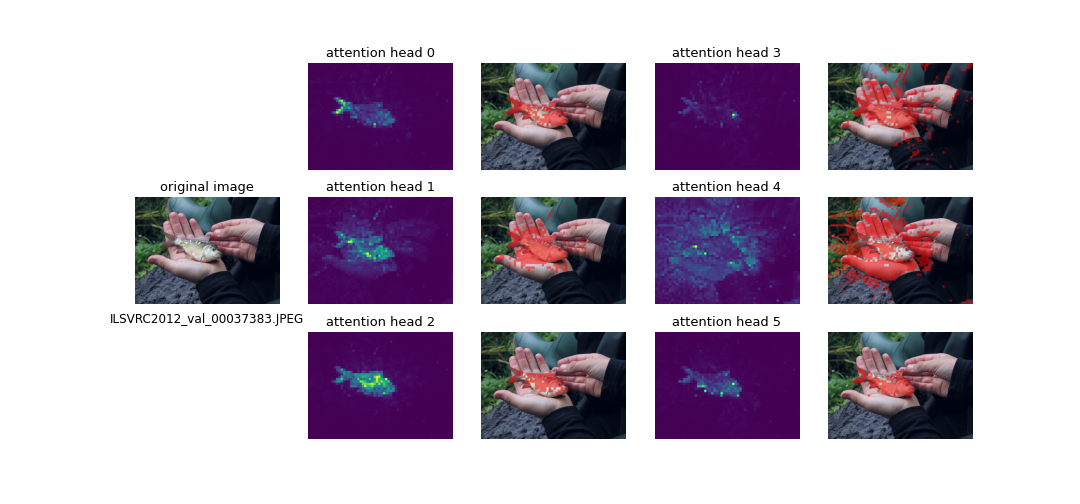 attention head 0
attention head 3
original image
attention head 1
attention head 4
ILSVRC2012_val_00037383.JPEG
attention head 2
attention head 5